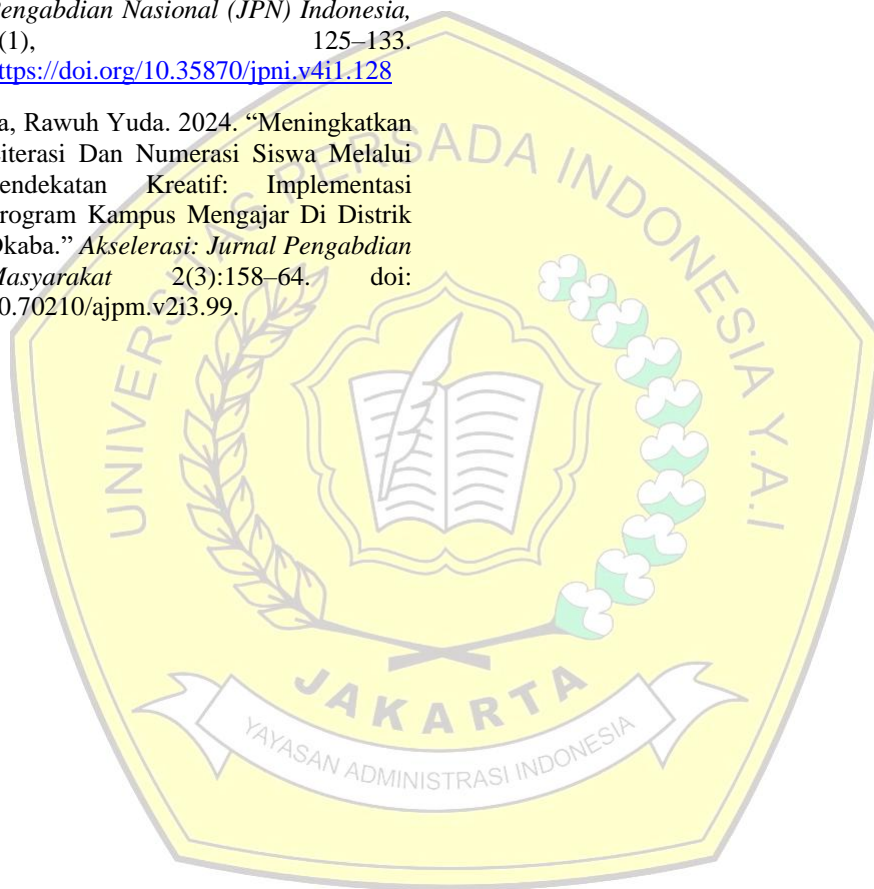 Pengabdian Nasional (JPN) Indonesia,
(1), 125–133.
ttps://doi.org/10.35870/jpni.v4i1.128
a, Rawuh Yuda. 2024. “Meningkatkan
iterasi Dan Numerasi Siswa Melalui
endekatan Kreatif: Implementasi
rogram Kampus Mengajar Di Distrik
Okaba.” Akselerasi: Jurnal Pengabdian
Masyarakat 2(3):158–64. doi:
0.70210/ajpm.v2i3.99.
UNIVERSITAS PERSADA INDONESIA Y.A.I
JAKARTA
YAYASAN ADMINISTRASI INDONESIA